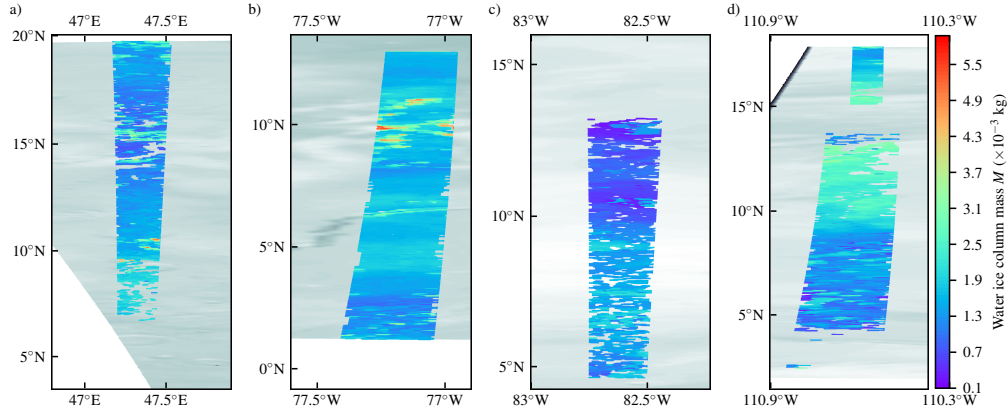 a)
47°E 47.5°E
b)
77.5°W 77°W
c)
83°W 82.5°W
d)
110.9°W 110.3°W
20°N
15°N
10°N
5°N
47°E 47.5°E
10°N
5°N
0°N
77.5°W 77°W
15°N
10°N
5°N
83°W 82.5°W
15°N
10°N
5°N
110.9°W 110.3°W
5.5
4.9
4.3
3.7
3.1
2.5
1.9
1.3
0.7
0.1
Water ice column mass M (×10⁻³ kg)